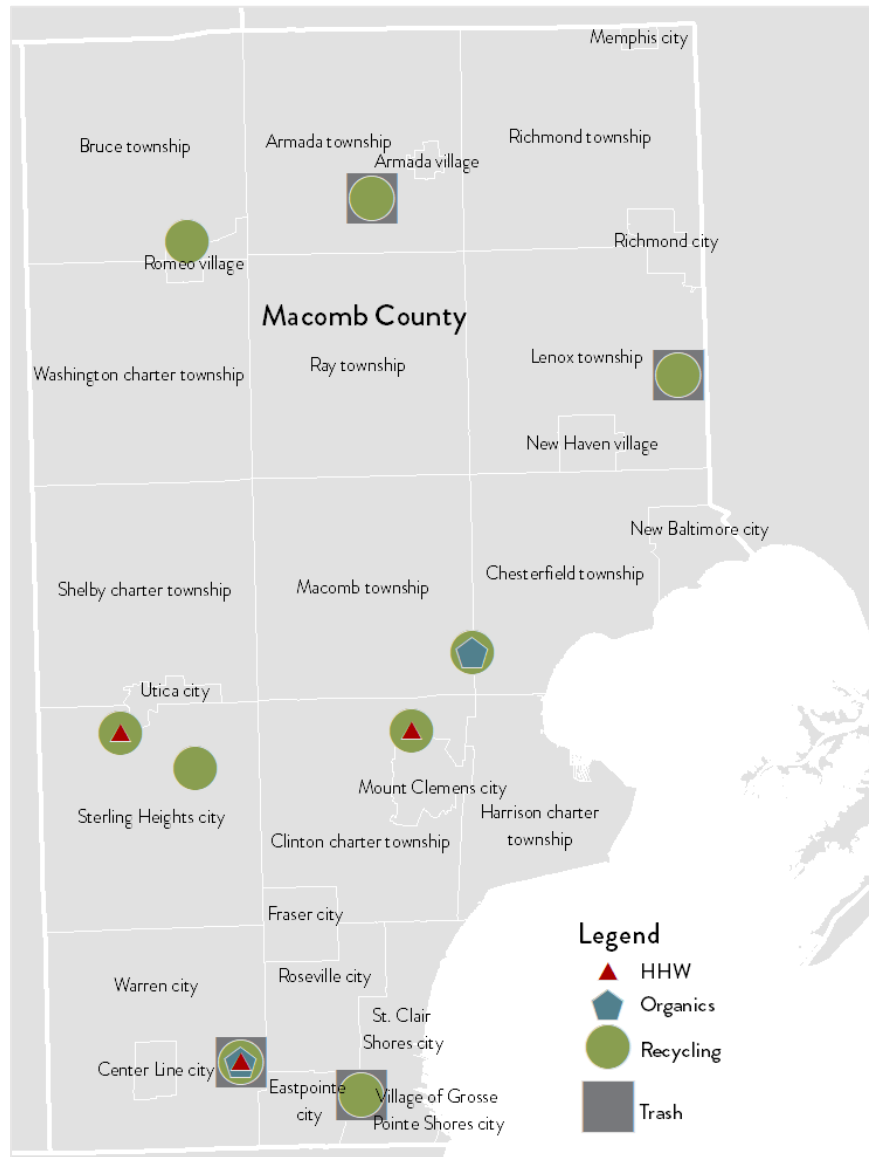 Memphis city
Bruce township
Armada township
Richmond township
Armada village
Richmond city
Romeo village
Macomb County
Washington charter township
Ray township
Lenox township
New Haven village
New Baltimore city
Shelby charter township
Macomb township
Chesterfield township
Utica city
Sterling Heights city
Mount Clemens city
Clinton charter township
Harrison charter
township
Fraser city
Warren city
Roseville city
St. Clair
Shores city
Center Line city
Eastpointe
city
Village of Grosse
Pointe Shores city
Legend
HHW
Organics
Recycling
Trash